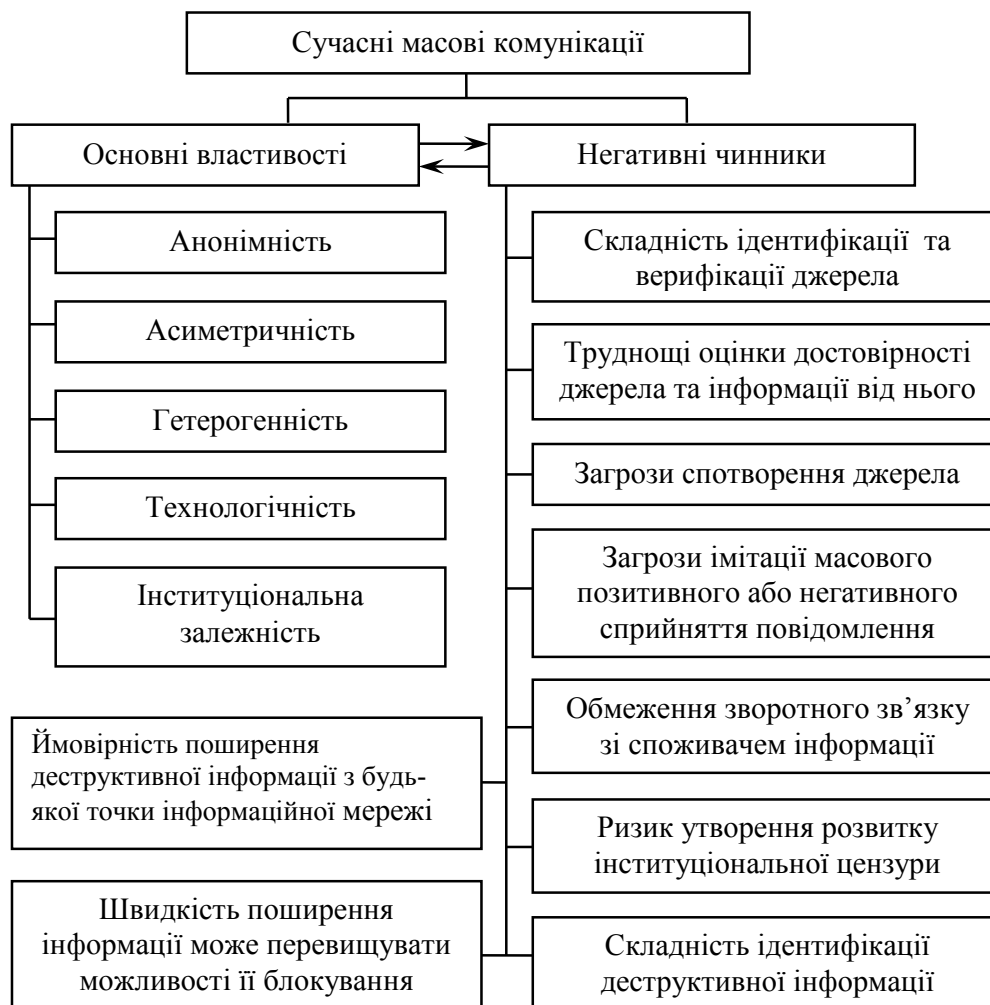 Сучасні масові комунікації
Основні властивості
Негативні чинники
Анонімність
Асиметричність
Гетерогенність
Технологічність
Інституціональна
залежність
Складність ідентифікації та
верифікації джерела
Труднощі оцінки достовірності
джерела та інформації від нього
Загрози спотворення джерела
Загрози імітації масового
позитивного або негативного
сприйняття повідомлення
Обмеження зворотного зв’язку
зі споживачем інформації
Ризик утворення розвитку
інституціональної цензури
Складність ідентифікації
деструктивної інформації
Ймовірність поширення
деструктивної інформації з будь-
якої точки інформаційної мережі
Швидкість поширення
інформації може перевищувати
можливості її блокування